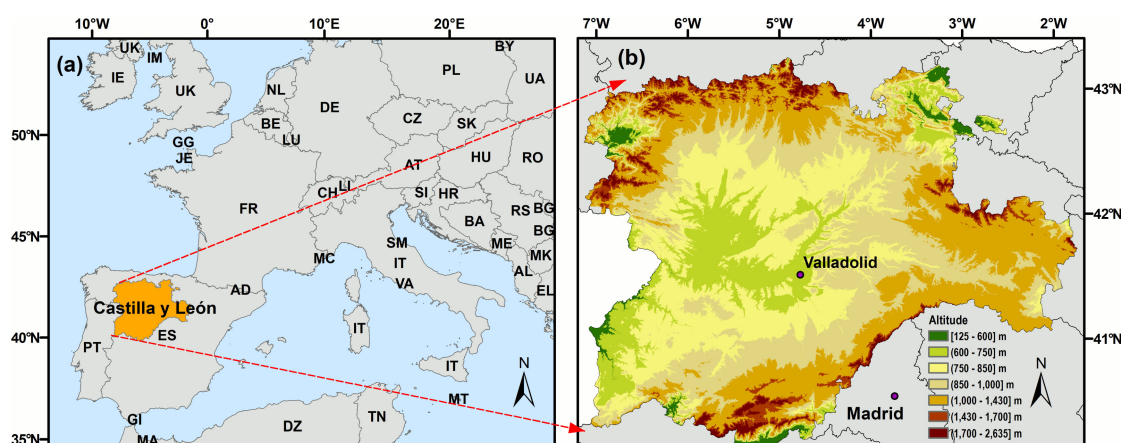 10°W 0° 10°E 20°E
(a)
UK
IM
BY
IE
PL
UA
UK
NL
DE
BE
CZ
50°N
LU
SK
GG
JE
AT
HU
RO
LI
CH
SI
HR
FR
RS
BG
BA
45°N
SM
ME
BG
IT
MC
MK
AD
VA
AL
Castilla y León
EL
IT
ES
40°N
PT
IT
N
MT
GI
TN
DZ
35°N
MA
7°W 6°W 5°W 4°W 3°W 2°W
(b)
43°N
42°N
Valladolid
41°N
Altitude
[125 - 600] m
(600 - 750] m
(750 - 850] m
(850 - 1,000] m
(1,000 - 1,430] m
(1,430 - 1,700] m
(1,700 - 2,635] m
N
Madrid